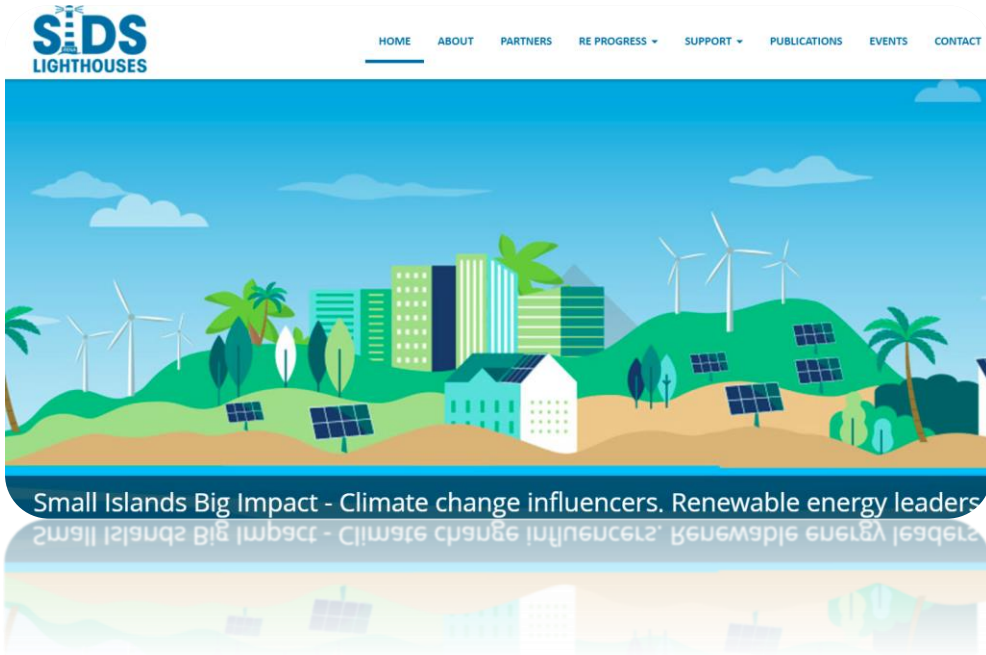 SIDS
LIGHTHOUSES
HOME ABOUT PARTNERS RE PROGRESS SUPPORT PUBLICATIONS EVENTS CONTACT
Small Islands Big Impact - Climate change influencers. Renewable energy leaders